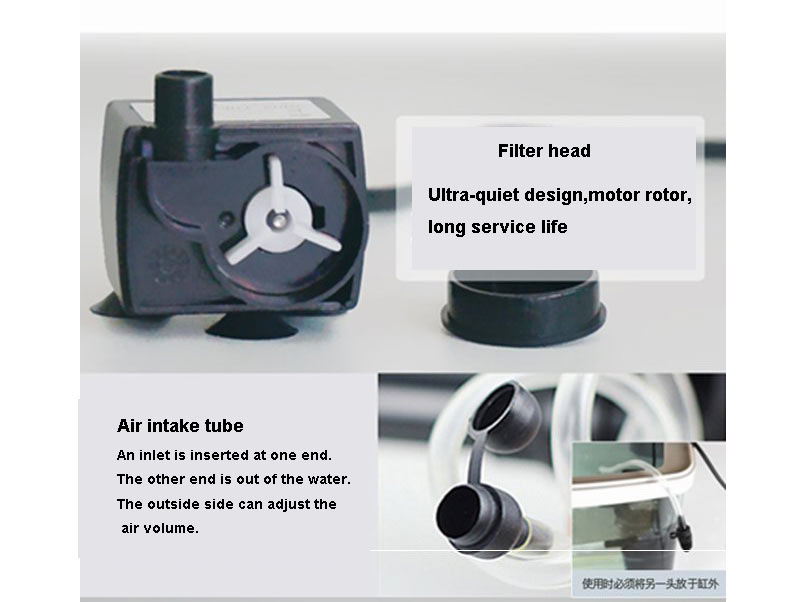 Filter head
Ultra-quiet design,motor rotor,
long service life
Air intake tube
An inlet is inserted at one end.
The other end is out of the water.
The outside side can adjust the
air volume.
使用时必须将另一头放于缸外